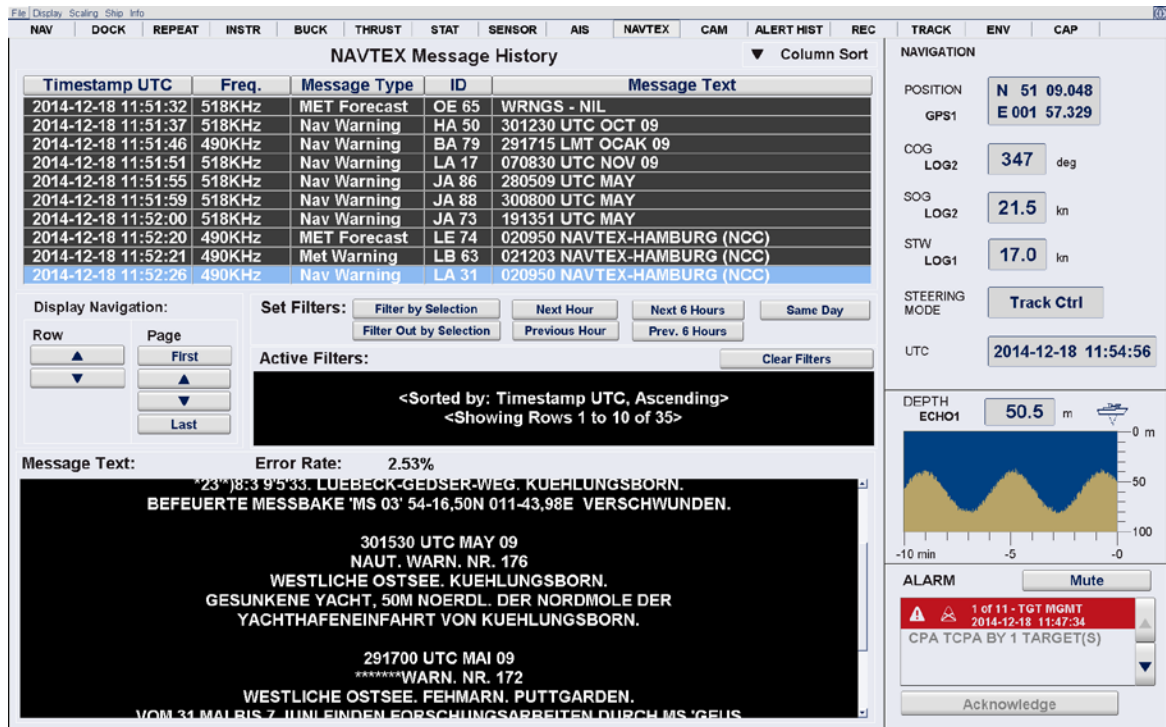 File Display Scaling Ship Info
NAV DOCK REPEAT INSTR BUCK THRUST STAT SENSOR AIS NAVTEX CAM ALERT HIST REC TRACK ENV CAP
NAVTEX Message History
▼ Column Sort
Timestamp UTC Freq. Message Type ID Message Text
2014-12-18 11:51:32 518KHz MET Forecast OE 65 WRNGS - NIL
2014-12-18 11:51:37 518KHz Nav Warning HA 50 301230 UTC OCT 09
2014-12-18 11:51:46 490KHz Nav Warning BA 79 291715 LMT OCAK 09
2014-12-18 11:51:51 518KHz Nav Warning LA 17 070830 UTC NOV 09
2014-12-18 11:51:55 518KHz Nav Warning JA 86 280509 UTC MAY
2014-12-18 11:51:59 518KHz Nav Warning JA 88 300800 UTC MAY
2014-12-18 11:52:00 518KHz Nav Warning JA 73 191351 UTC MAY
2014-12-18 11:52:20 490KHz MET Forecast LE 74 020950 NAVTEX-HAMBURG (NCC)
2014-12-18 11:52:21 490KHz Met Warning LB 63 021203 NAVTEX-HAMBURG (NCC)
2014-12-18 11:52:26 490KHz Nav Warning LA 31 020950 NAVTEX-HAMBURG (NCC)
Display Navigation:
Row Page
First
Last
Set Filters: Filter by Selection Next Hour Next 6 Hours Same Day
Filter Out by Selection Previous Hour Prev. 6 Hours
Active Filters: Clear Filters
<Sorted by: Timestamp UTC, Ascending>
<Showing Rows 1 to 10 of 35>
Message Text: Error Rate: 2.53%
*23'*)8:3 9'5'33. LUEBECK-GEDSER-WEG. KUEHLUNGSBORN.
BEFEUERTE MESSBAKE 'MS 03' 54-16,50N 011-43,98E VERSCHWUNDEN.
301530 UTC MAY 09
NAUT. WARN. NR. 176
WESTLICHE OSTSEE. KUEHLUNGSBORN.
GESUNKENE YACHT, 50M NOERDL. DER NORDMOLE DER
YACHTHAFENEINFAHRT VON KUEHLUNGSBORN.
291700 UTC MAI 09
*******WARN. NR. 172
WESTLICHE OSTSEE. FEHMARN. PUTTGARDEN.
VOM 31 MAI BIS 7. JUNI FINDEN FORSCHUNGSARBEITEN DURCH MS 'GEUS
NAVIGATION
POSITION N 51 09.048
GPS1 E 001 57.329
COG
LOG2 347 deg
SOG
LOG2 21.5 kn
STW
LOG1 17.0 kn
STEERING
MODE Track Ctrl
UTC 2014-12-18 11:54:56
DEPTH
ECHO1 50.5 m
0 m
50
100
-10 min -5 -0
ALARM Mute
1 of 11 - TGT MGMT
2014-12-18 11:47:34
CPA TCPA BY 1 TARGET(S)
Acknowledge